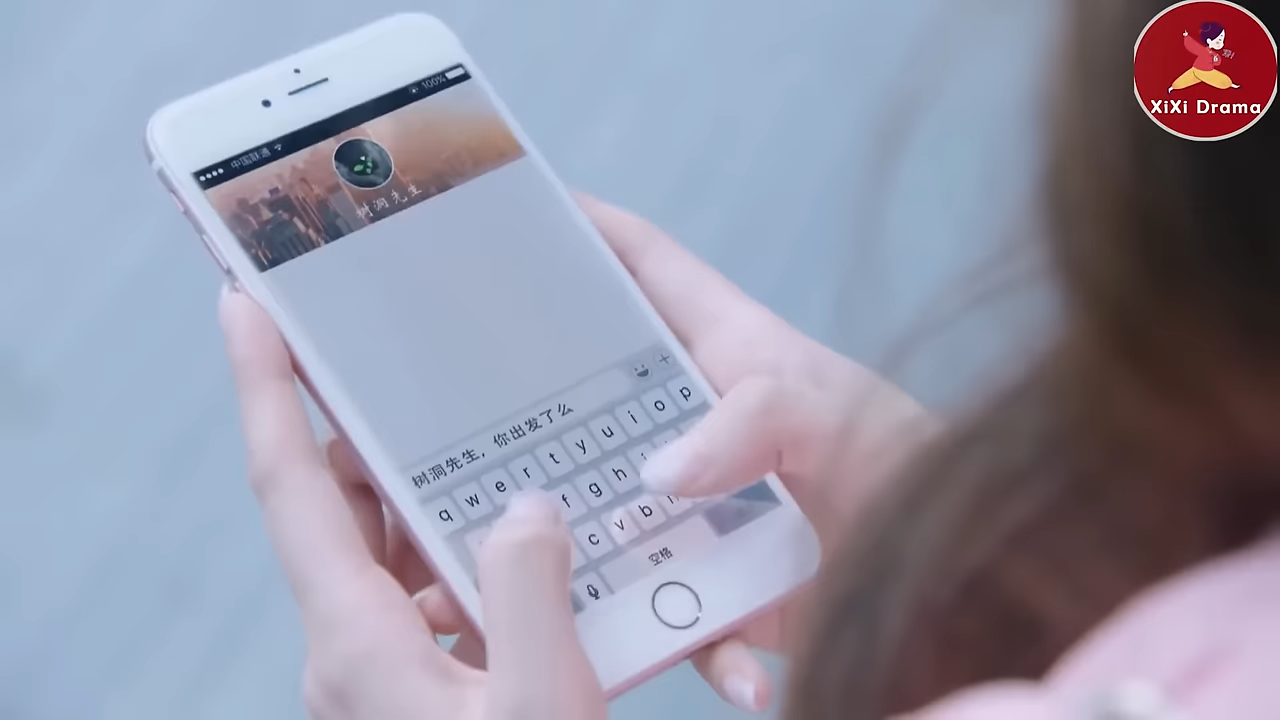 XiXi Drama
中国联通
100%
树洞先生
树洞先生，你出发了么
q w e r t y u i o p
f g h
c v b
空格